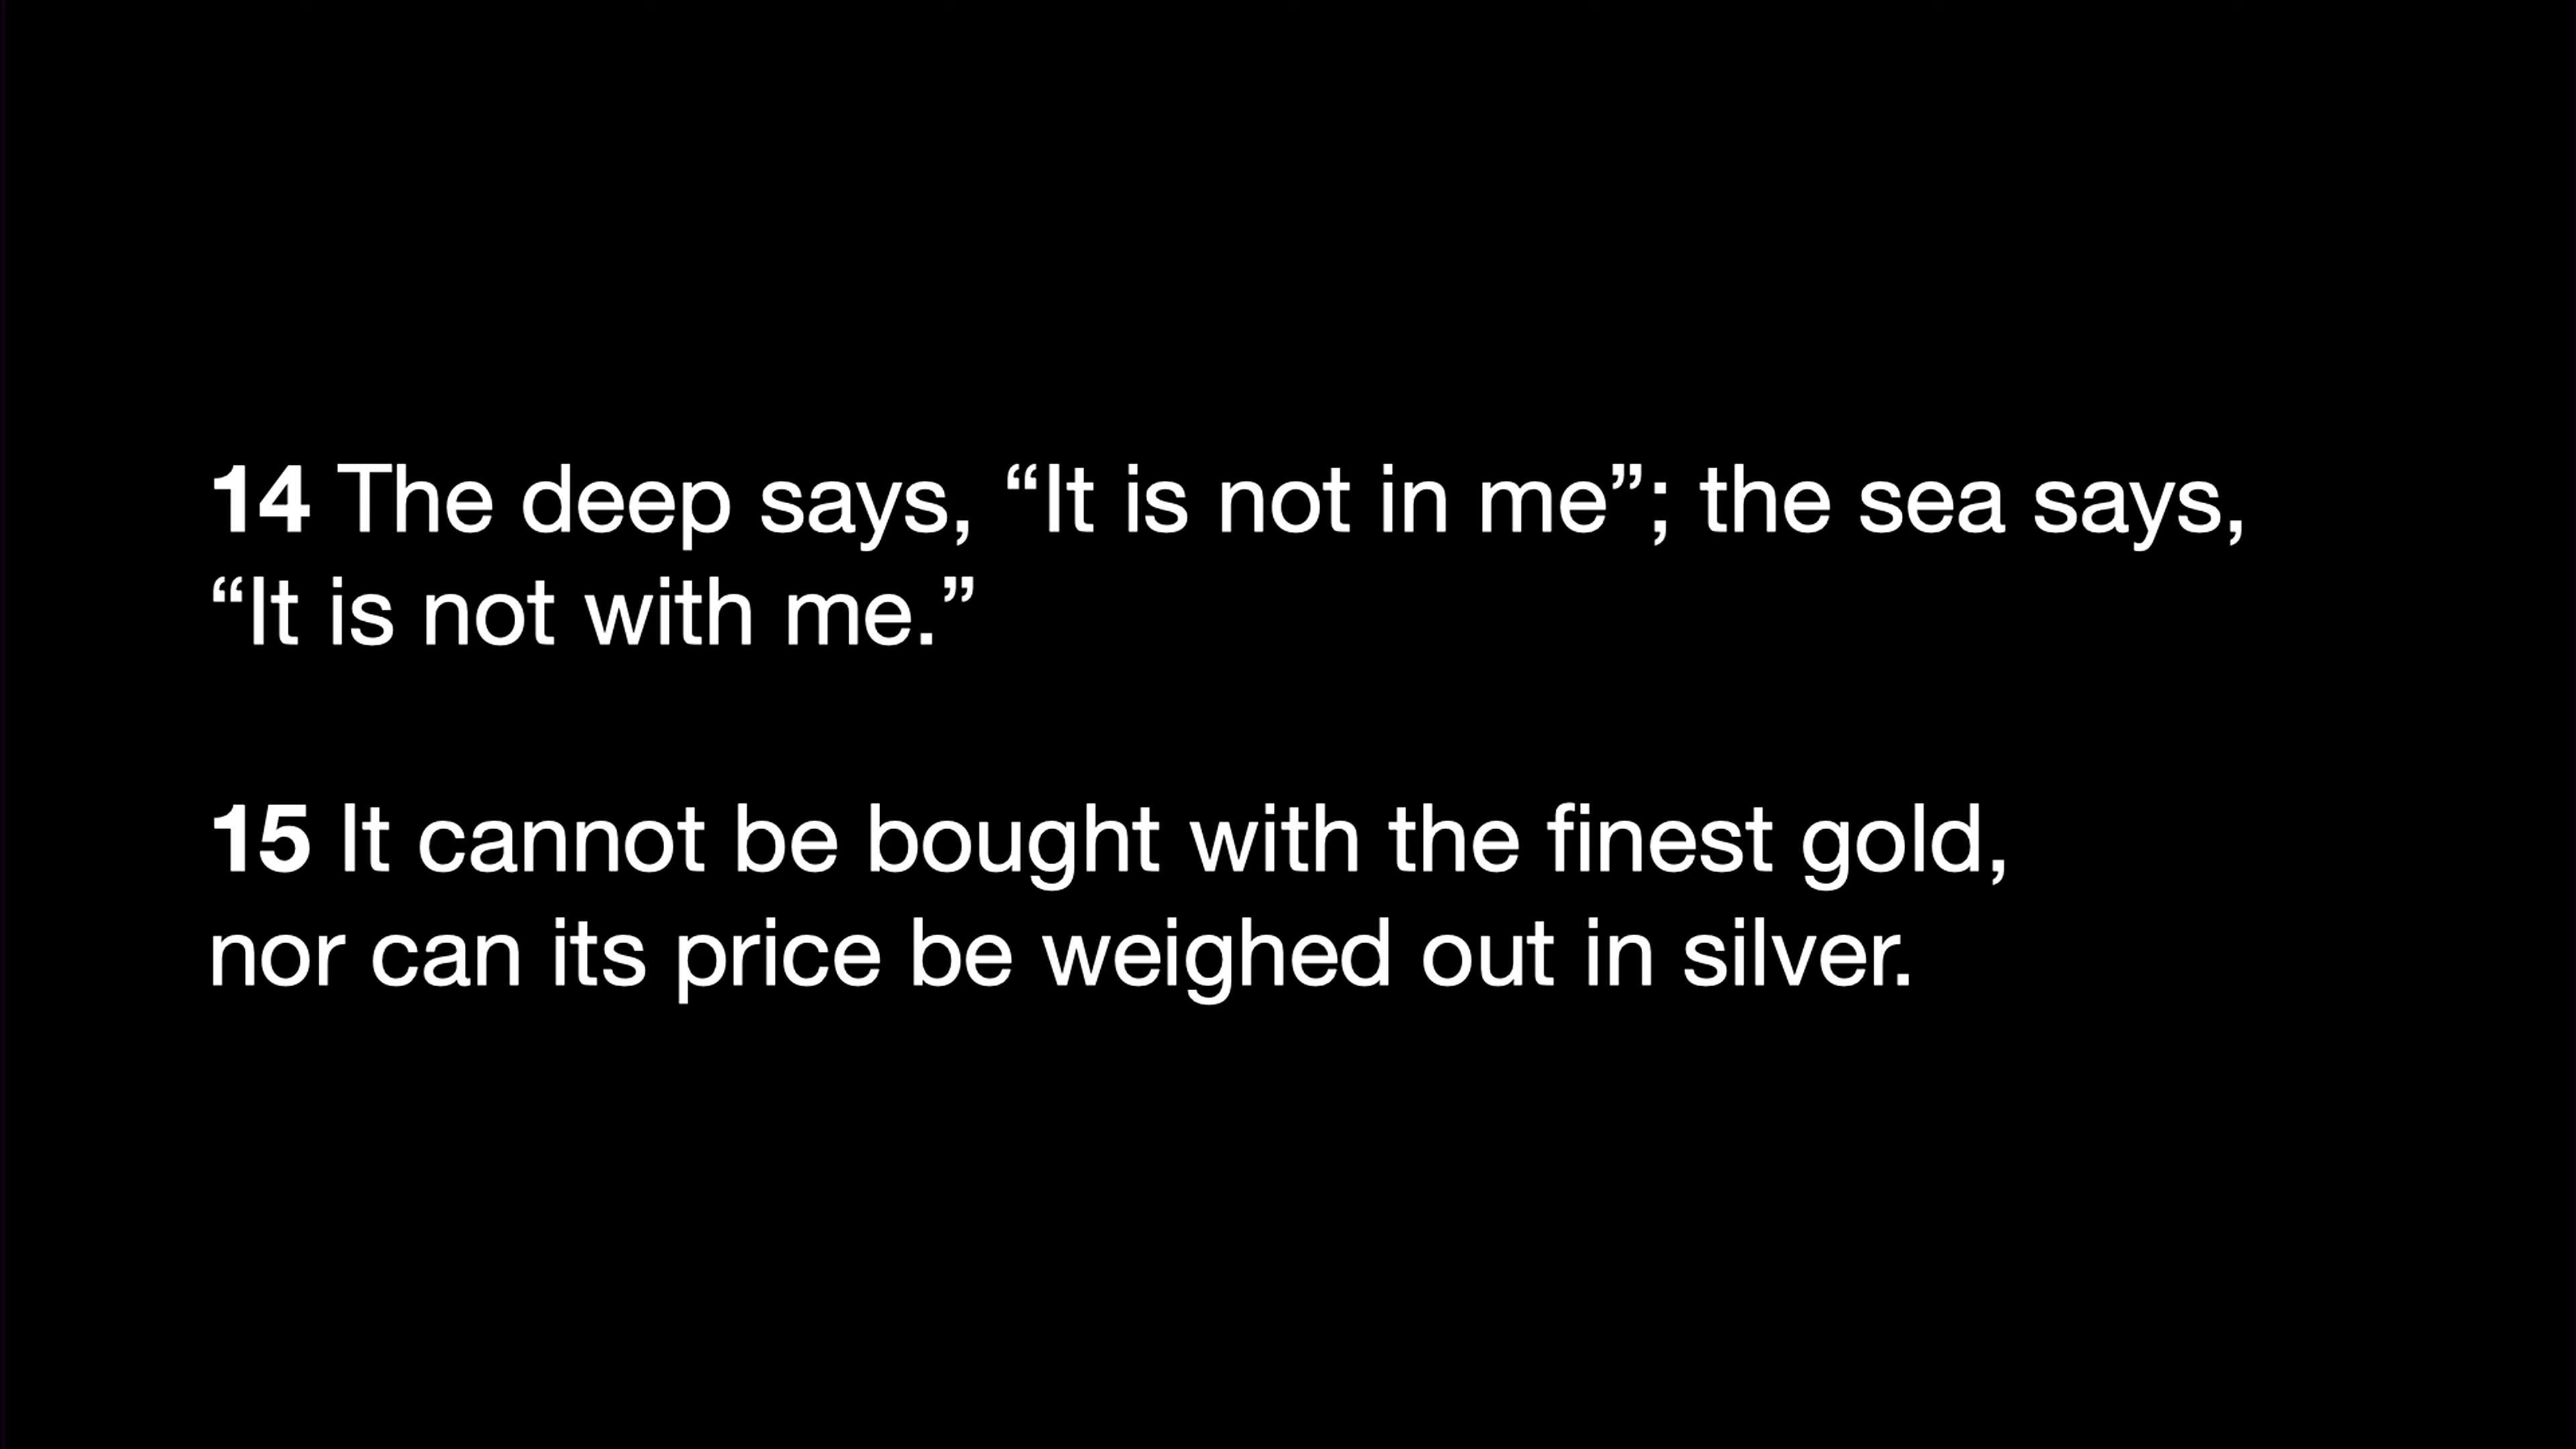 14 The deep says, “It is not in me”; the sea says,
“It is not with me.”
15 It cannot be bought with the finest gold,
nor can its price be weighed out in silver.